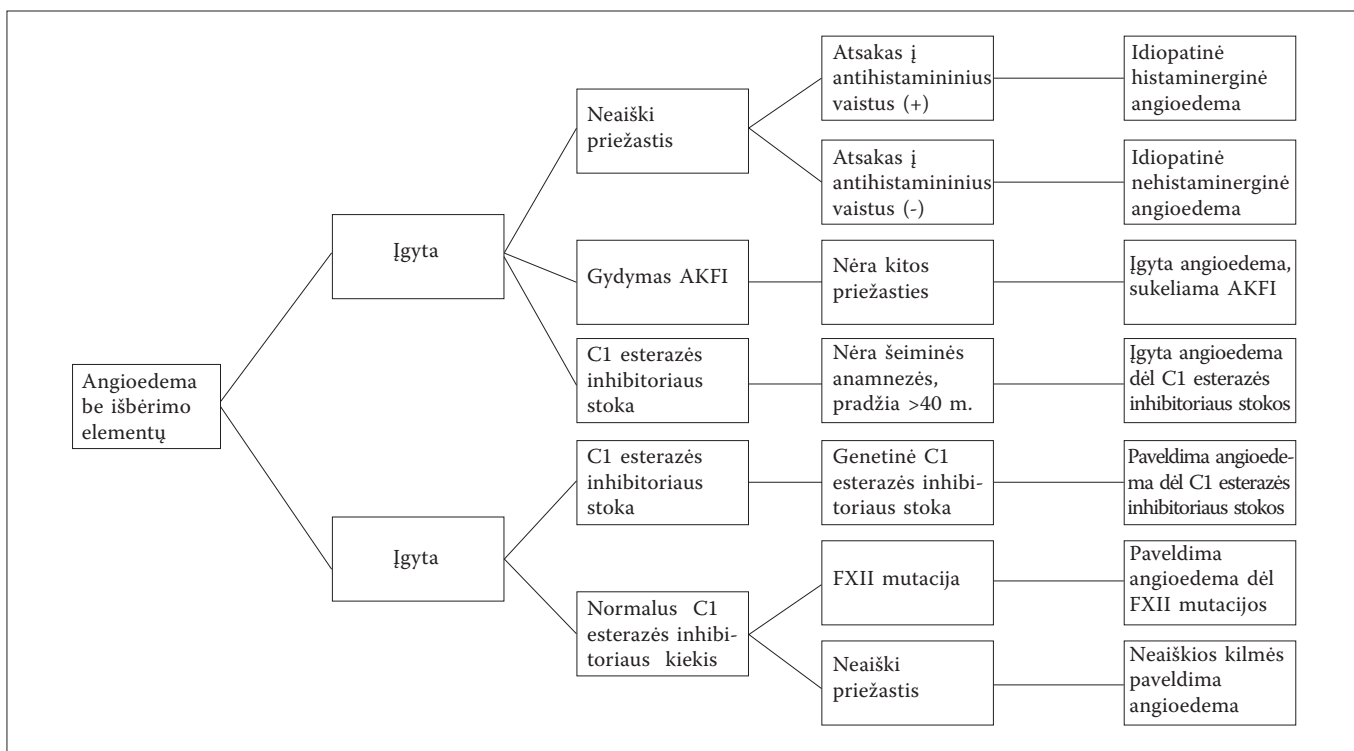 Angioedema
be išbėrimo
elementų
Įgyta
Įgyta
Neaiški
priežastis
Gydymas AKFI
C1 esterazės
inhibitoriaus
stoka
C1 esterazės
inhibitoriaus
stoka
Normalus C1
esterazės inhibi-
toriaus kiekis
Atsakas į
antihistamininius
vaistus (+)
Atsakas į
antihistamininius
vaistus (-)
Nėra kitos
priežasties
Nėra šeiminės
anamnezės,
pradžia >40 m.
Genetinė C1
esterazės inhibi-
toriaus stoka
FXII mutacija
Neaiški
priežastis
Idiopatinė
histaminerginė
angioedema
Idiopatinė
nehistaminerginė
angioedema
Įgyta angioedema,
sukeliama AKFI
Įgyta angioedema
dėl C1 esterazės
inhibitoriaus stokos
Paveldima angioede-
ma dėl C1 esterazės
inhibitoriaus stokos
Paveldima
angioedema dėl
FXII mutacijos
Neaiškios kilmės
paveldima
angioedema